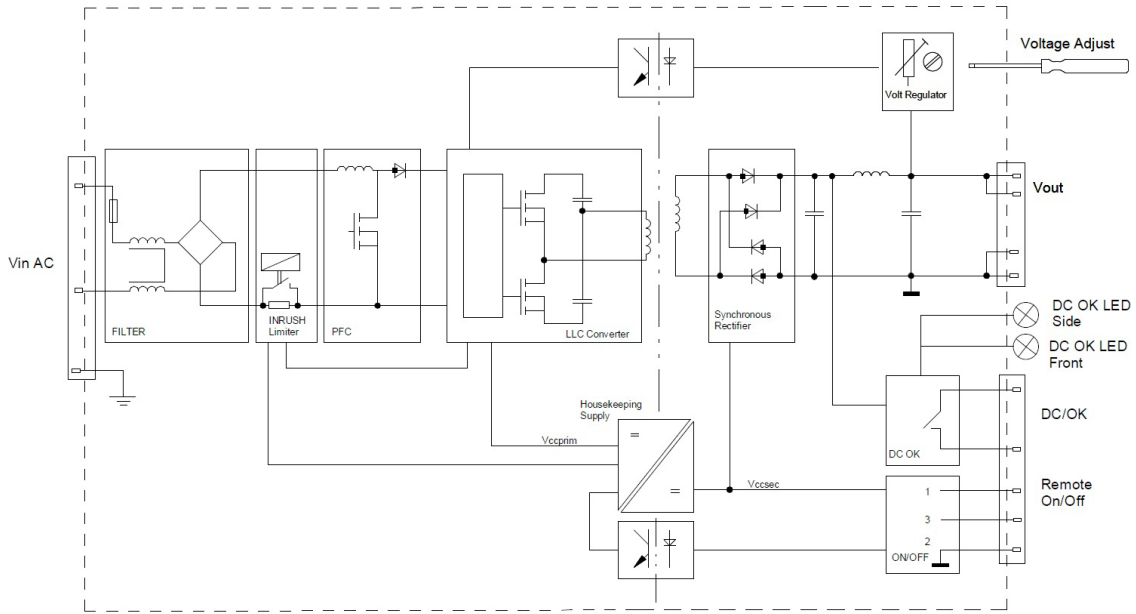 Voltage Adjust
Volt Regulator
Vin AC
FILTER
INRUSH
Limiter
PFC
LLC Converter
Synchronous
Rectifier
Vout
DC OK LED
Side
DC OK LED
Front
Housekeeping
Supply
Vccprim
Vccsec
DC OK
DC/OK
Remote
On/Off
1
3
2
ON/OFF